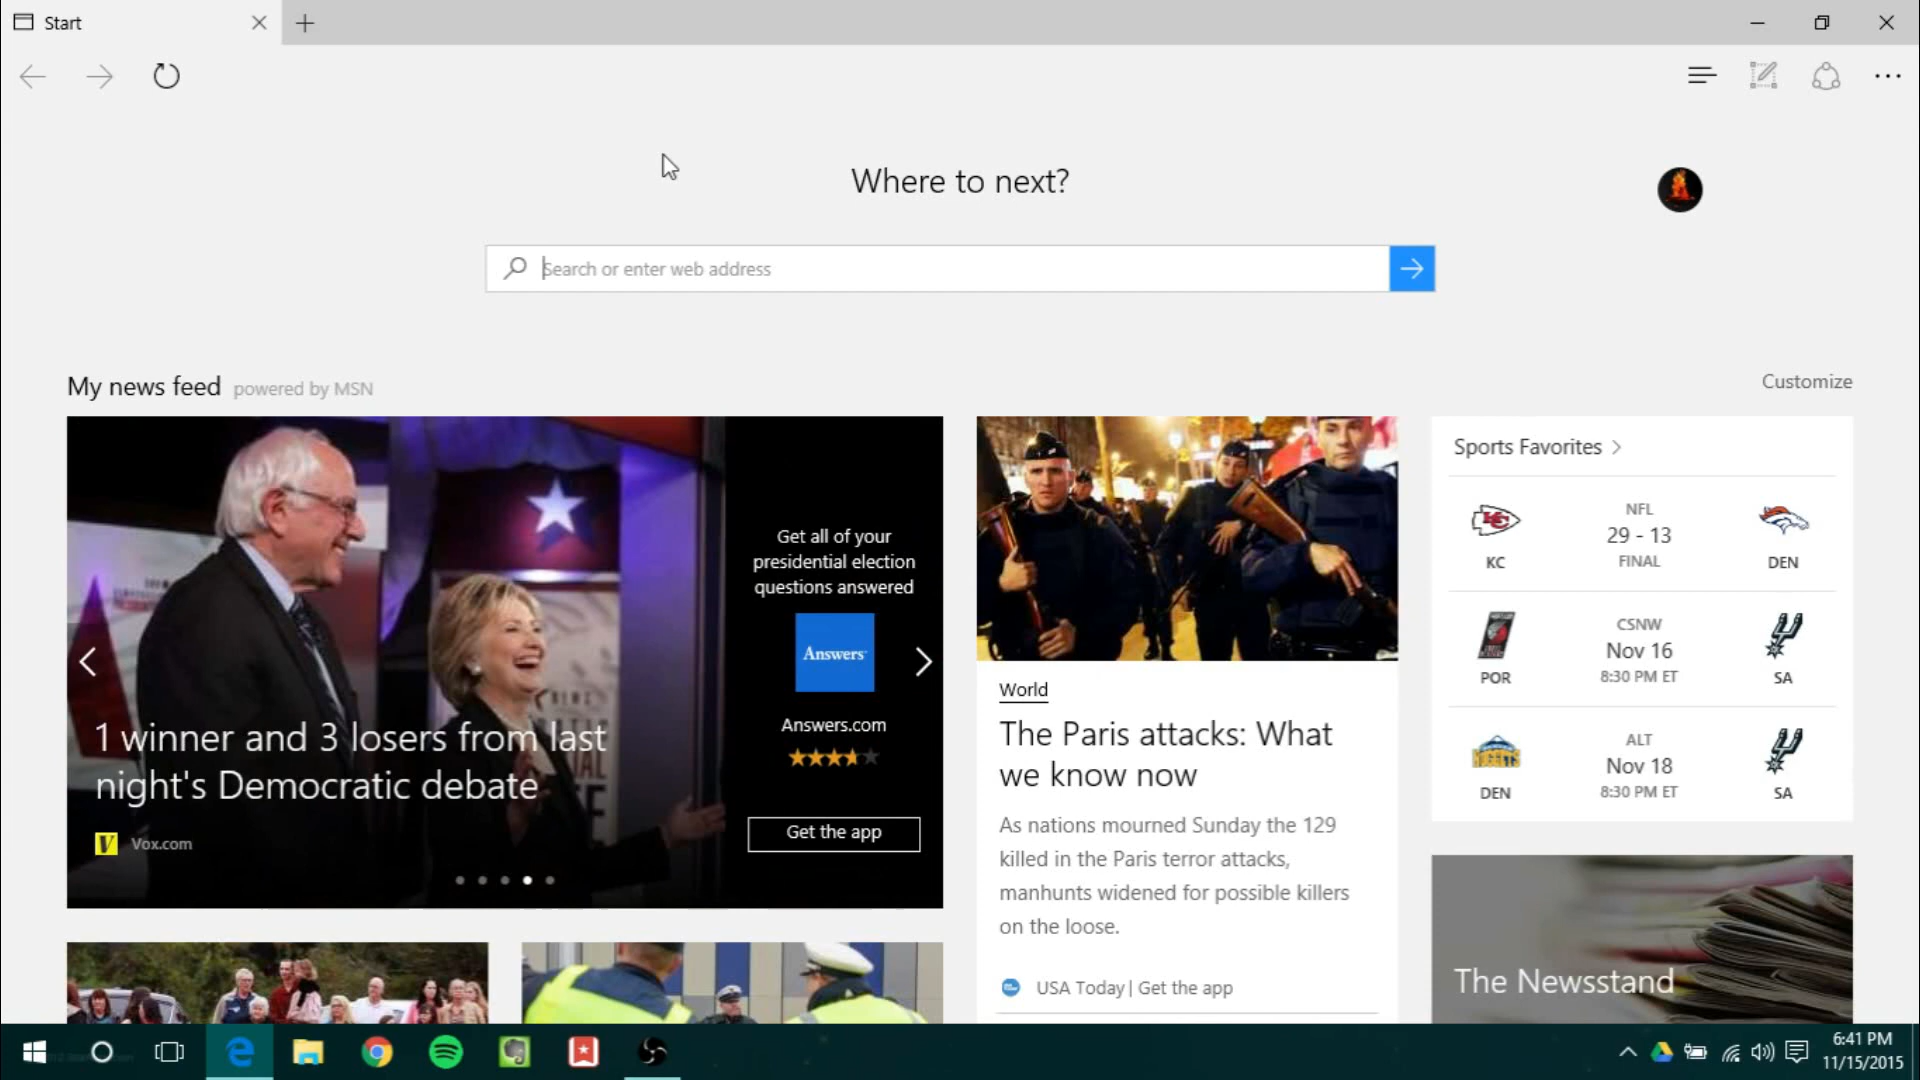 Start
Where to next?
Search or enter web address
My news feed powered by MSN
Customize
Get all of your
presidential election
questions answered
Answers
Answers.com
Get the app
1 winner and 3 losers from last
night's Democratic debate
V Vox.com
World
The Paris attacks: What
we know now
As nations mourned Sunday the 129
killed in the Paris terror attacks,
manhunts widened for possible killers
on the loose.
USA Today | Get the app
Sports Favorites
NFL
29 - 13
FINAL
KC
DEN
CSNW
Nov 16
8:30 PM ET
POR
SA
ALT
Nov 18
8:30 PM ET
DEN
SA
The Newsstand
6:41 PM
11/15/2015